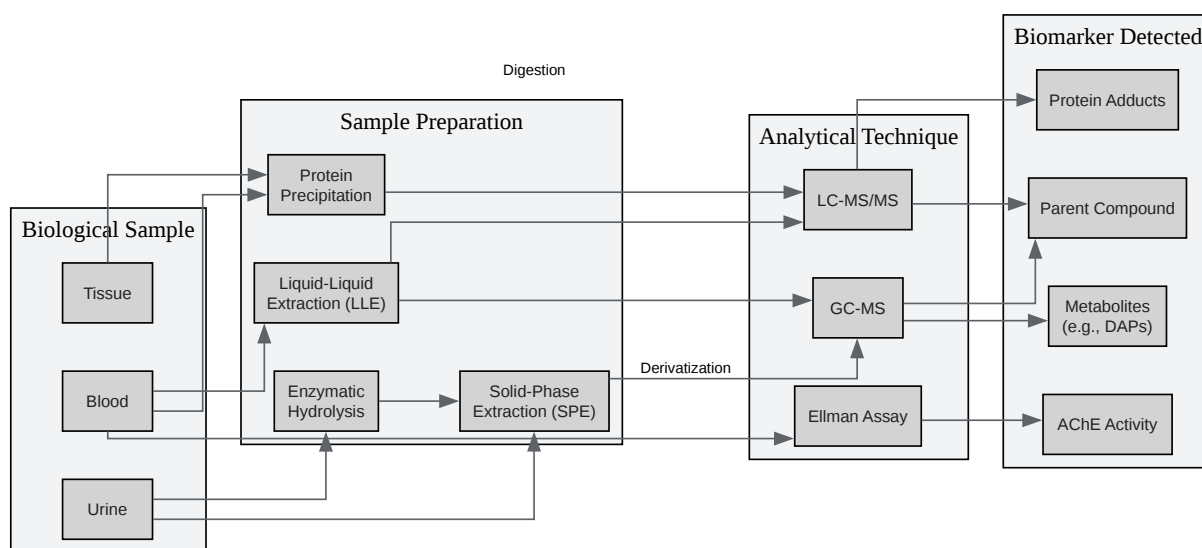 Biomarker Detected
Digestion
Protein Adducts
Sample Preparation
Analytical Technique
Protein
Precipitation
LC-MS/MS
Parent Compound
Biological Sample
Tissue
Liquid-Liquid
Extraction (LLE)
GC-MS
Metabolites
(e.g., DAPs)
Derivatization
Blood
Enzymatic
Hydrolysis
Solid-Phase
Extraction (SPE)
Ellman Assay
AChE Activity
Urine